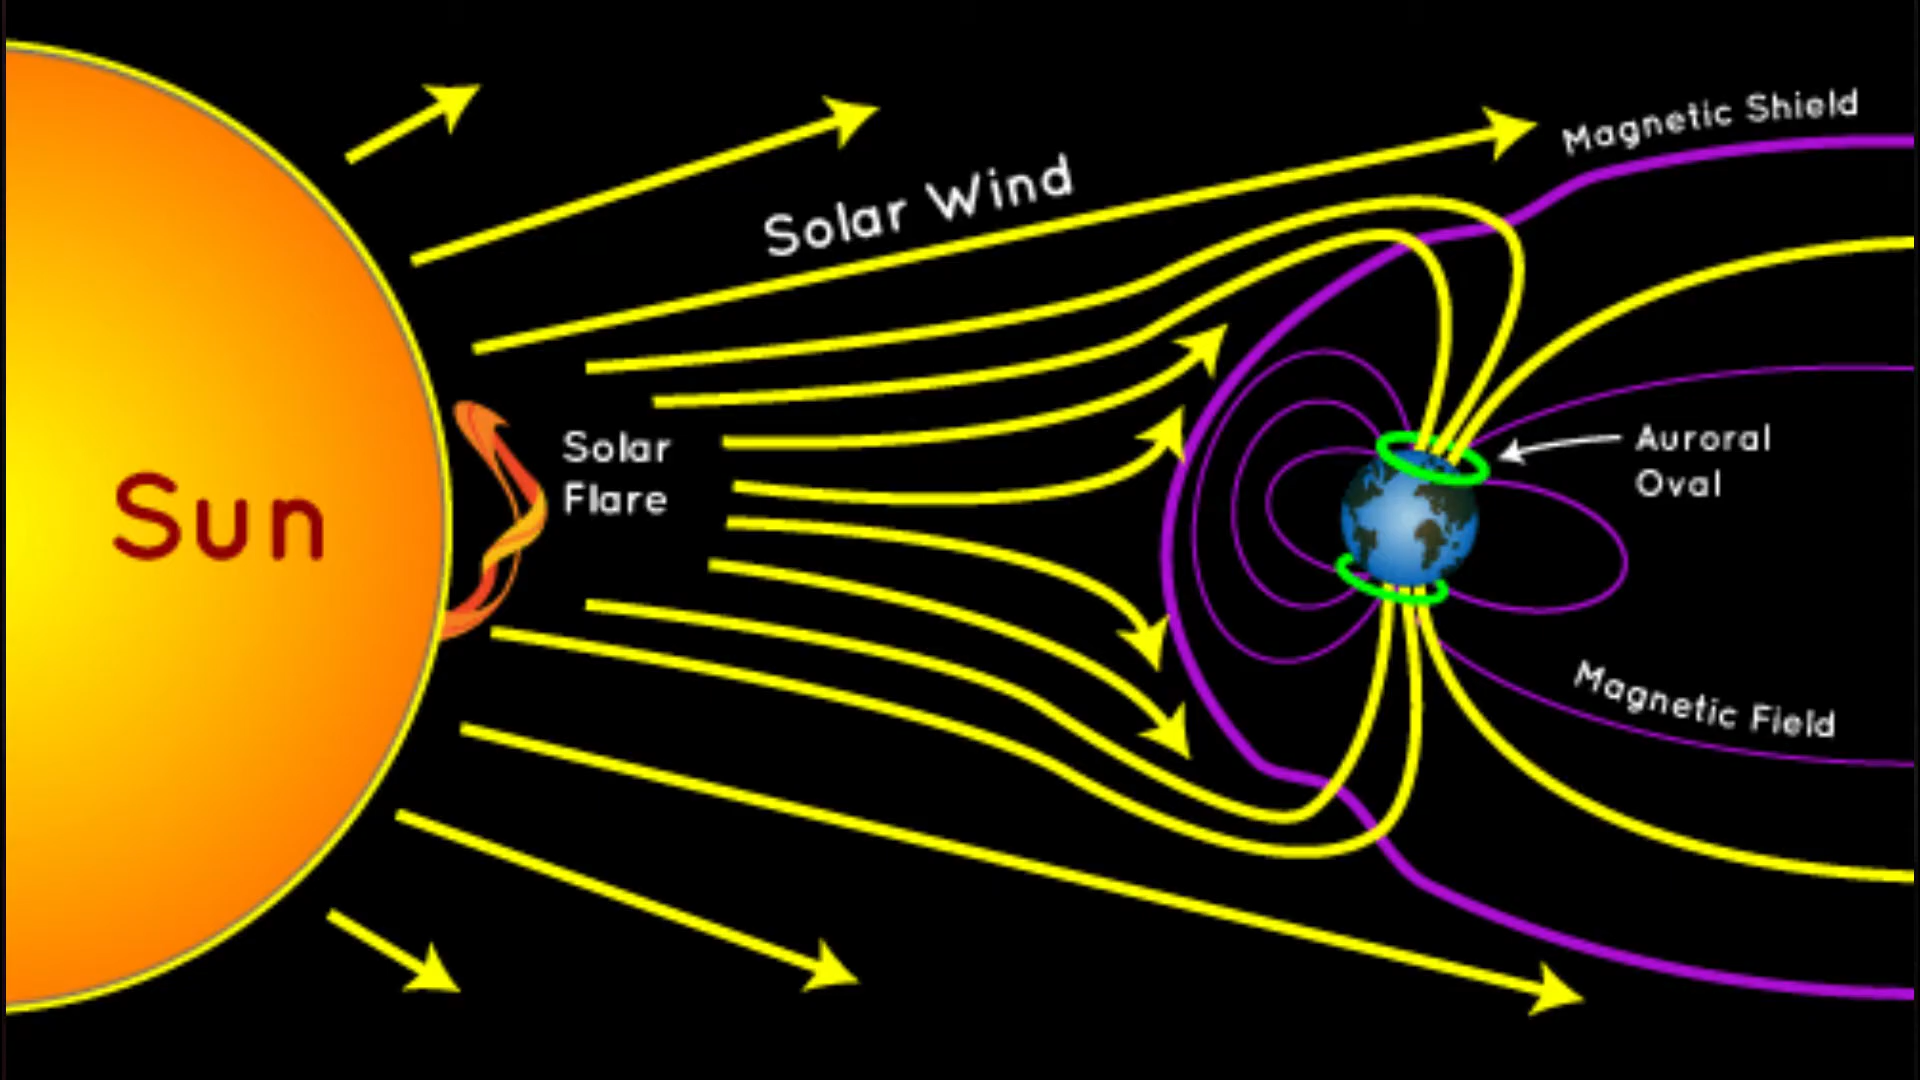 Magnetic Shield
Solar Wind
Solar
Flare
Sun
Auroral
Oval
Magnetic Field